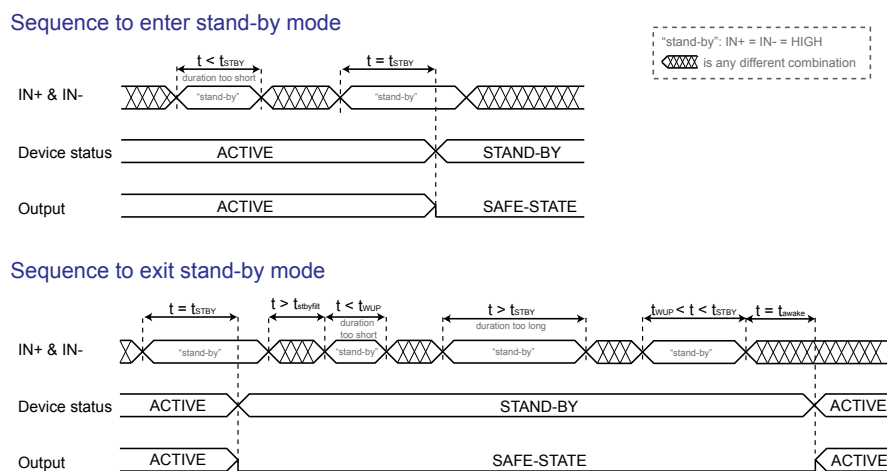 Sequence to enter stand-by mode
"stand-by": IN+ = IN- = HIGH
is any different combination
t < tSTBY
t = tSTBY
duration too short
IN+ & IN-
"stand-by"
"stand-by"
Device status
ACTIVE
STAND-BY
Output
ACTIVE
SAFE-STATE
Sequence to exit stand-by mode
t = tSTBY
t > tstbyfilt
t < tWUP
t > tSTBY
tWUP < t < tSTBY
t = tawake
duration
too short
duration too long
IN+ & IN-
"stand-by"
"stand-by"
"stand-by"
"stand-by"
Device status
ACTIVE
STAND-BY
ACTIVE
Output
ACTIVE
SAFE-STATE
ACTIVE